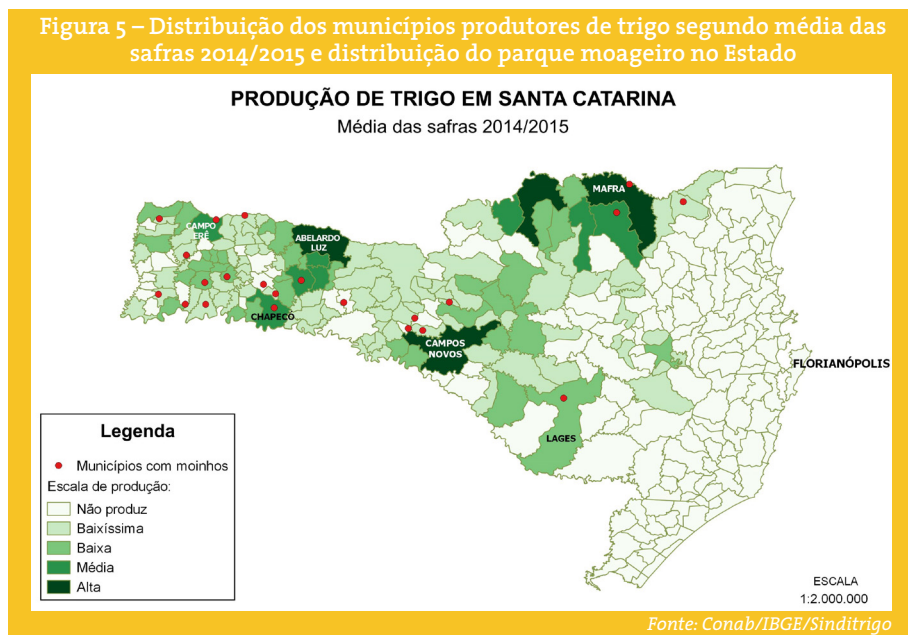 Figura 5 – Distribuição dos municípios produtores de trigo segundo média das
safras 2014/2015 e distribuição do parque moageiro no Estado
PRODUÇÃO DE TRIGO EM SANTA CATARINA
Média das safras 2014/2015
MAFRA
CAMPO
ERÊ
ABELARDO
LUZ
CHAPECÓ
CAMPOS
NOVOS
FLORIANÓPOLIS
LAGES
Legenda
Municípios com moinhos
Escala de produção:
Não produz
Baixíssima
Baixa
Média
Alta
ESCALA
1:2.000.000
Fonte: Conab/IBGE/Sinditrigo